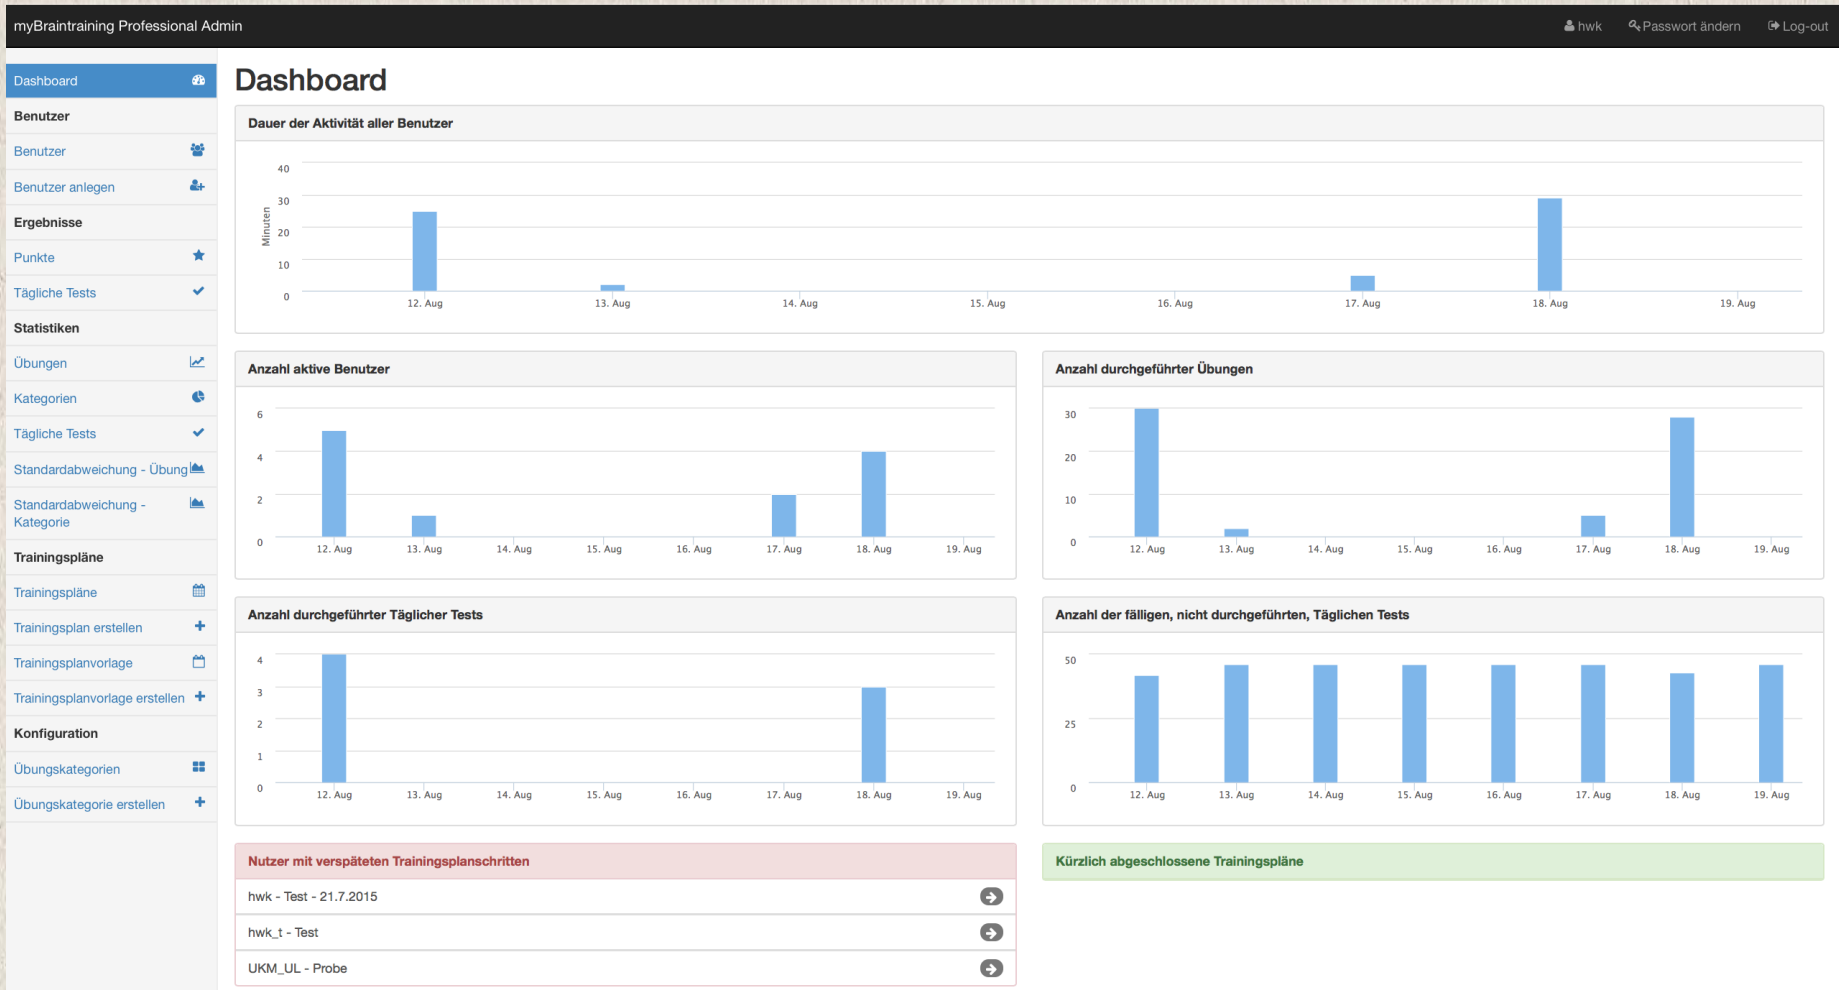 myBraintraining Professional Admin
hwk Passwort ändern Log-out
Dashboard
Benutzer
Benutzer
Benutzer anlegen
Ergebnisse
Punkte
Tägliche Tests
Statistiken
Übungen
Kategorien
Tägliche Tests
Standardabweichung - Übung
Standardabweichung -
Kategorie
Trainingspläne
Trainingspläne
Trainingsplan erstellen
Trainingsplanvorlage
Trainingsplanvorlage erstellen
Konfiguration
Übungskategorien
Übungskategorie erstellen
Dashboard
Dauer der Aktivität aller Benutzer
Minuten
40
30
20
10
0
12. Aug 13. Aug 14. Aug 15. Aug 16. Aug 17. Aug 18. Aug 19. Aug
Anzahl aktive Benutzer
6
4
2
0
12. Aug 13. Aug 14. Aug 15. Aug 16. Aug 17. Aug 18. Aug 19. Aug
Anzahl durchgeführter Übungen
30
20
10
0
12. Aug 13. Aug 14. Aug 15. Aug 16. Aug 17. Aug 18. Aug 19. Aug
Anzahl durchgeführter Täglicher Tests
4
3
2
1
0
12. Aug 13. Aug 14. Aug 15. Aug 16. Aug 17. Aug 18. Aug 19. Aug
Anzahl der fälligen, nicht durchgeführten, Täglichen Tests
50
25
0
12. Aug 13. Aug 14. Aug 15. Aug 16. Aug 17. Aug 18. Aug 19. Aug
Nutzer mit verspäteten Trainingsplanschritten
hwk - Test - 21.7.2015
hwk_t - Test
UKM_UL - Probe
Kürzlich abgeschlossene Trainingspläne